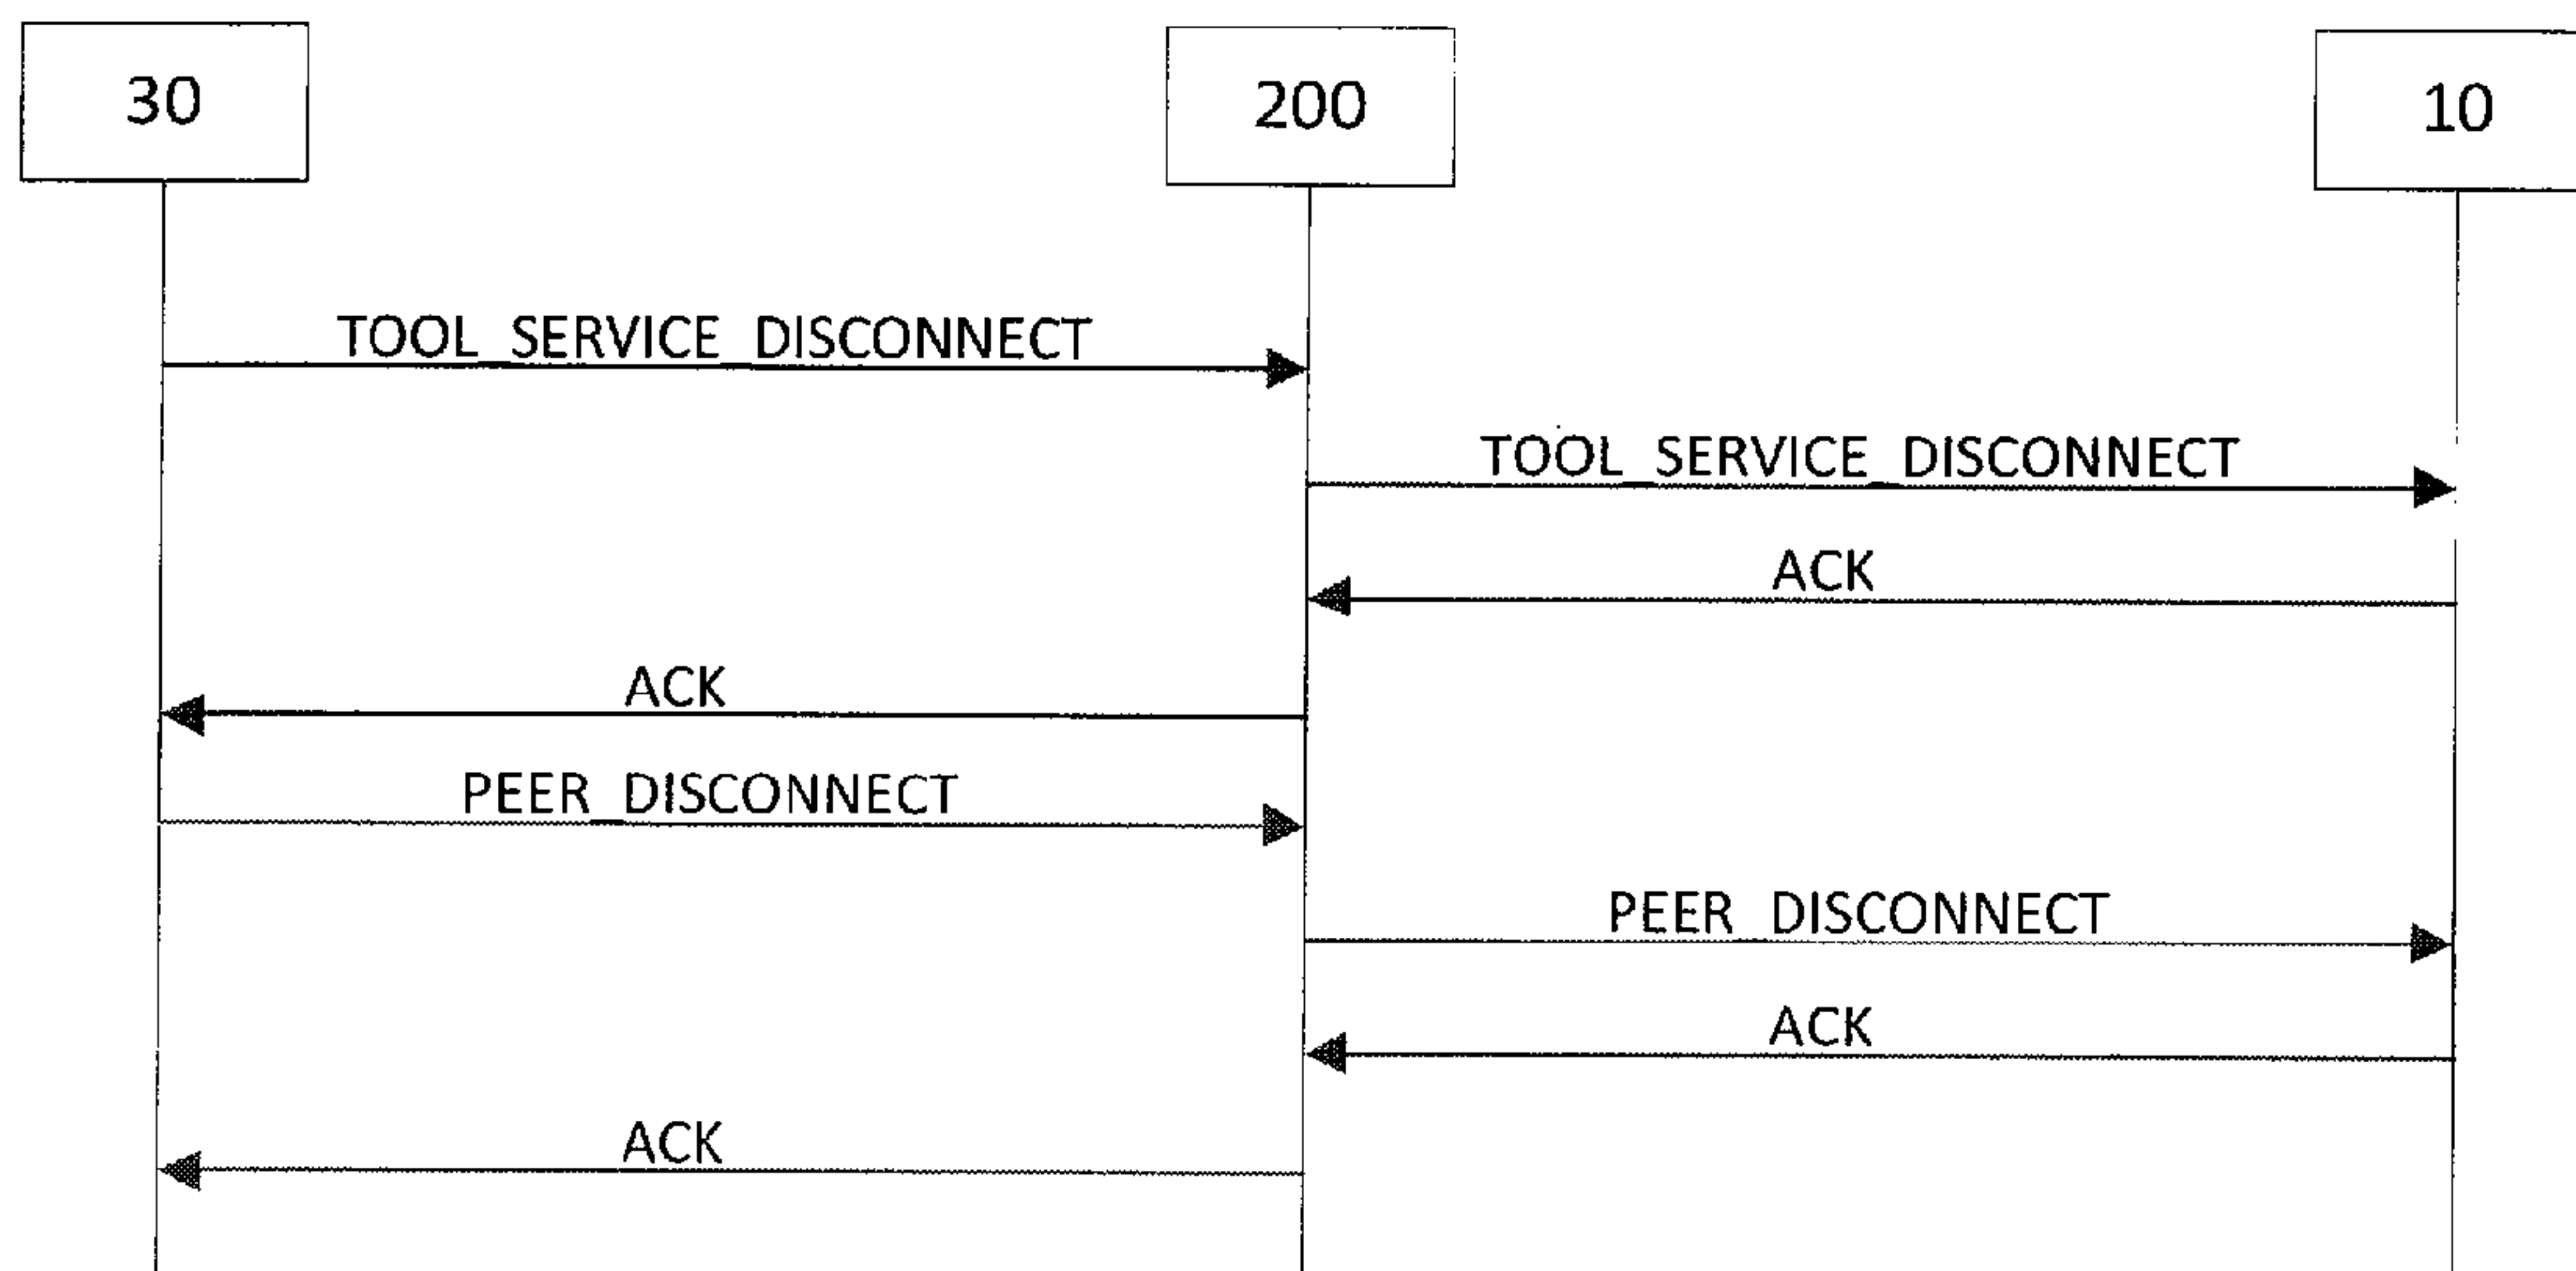 30
200
10
TOOL_SERVICE_DISCONNECT
TOOL_SERVICE_DISCONNECT
ACK
ACK
PEER_DISCONNECT
PEER_DISCONNECT
ACK
ACK